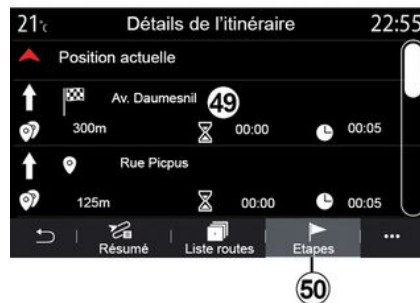 21°c Détails de l'itinéraire 22:55
Position actuelle
Av. Daumesnil 49
300m 00:00 00:05
Rue Picpus
125m 00:00 00:05
Résumé Liste routes Etapes ...
50